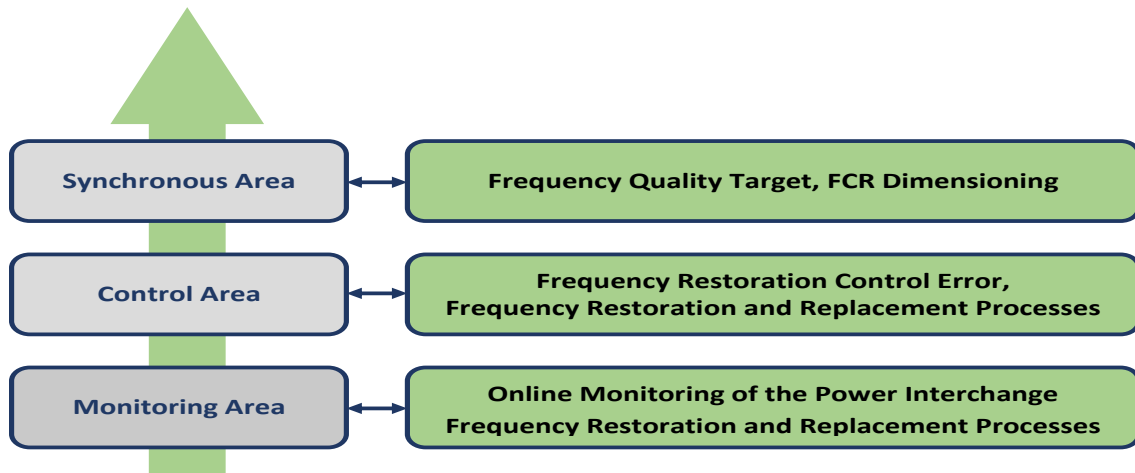 Synchronous Area
Frequency Quality Target, FCR Dimensioning
Control Area
Frequency Restoration Control Error,
Frequency Restoration and Replacement Processes
Monitoring Area
Online Monitoring of the Power Interchange
Frequency Restoration and Replacement Processes